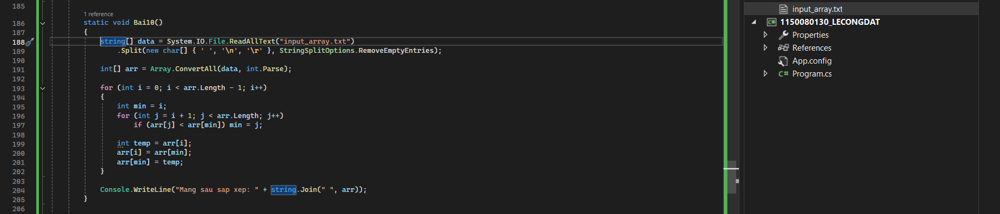 185
1 reference
186 static void Bai10()
187 {
188 string[] data = System.IO.File.ReadAllText("input_array.txt")
189 .Split(new char[] { ' ', '\n', '\r' }, StringSplitOptions.RemoveEmptyEntries);
190
191 int[] arr = Array.ConvertAll(data, int.Parse);
192
193 for (int i = 0; i < arr.Length - 1; i++)
194 {
195 int min = i;
196 for (int j = i + 1; j < arr.Length; j++)
197 if (arr[j] < arr[min]) min = j;
198
199 int temp = arr[i];
200 arr[i] = arr[min];
201 arr[min] = temp;
202 }
203
204 Console.WriteLine("Mang sau sap xep: " + string.Join(" ", arr));
205 }
206
input_array.txt
C# 1150080130_LECONGDAT
Properties
References
App.config
C# Program.cs